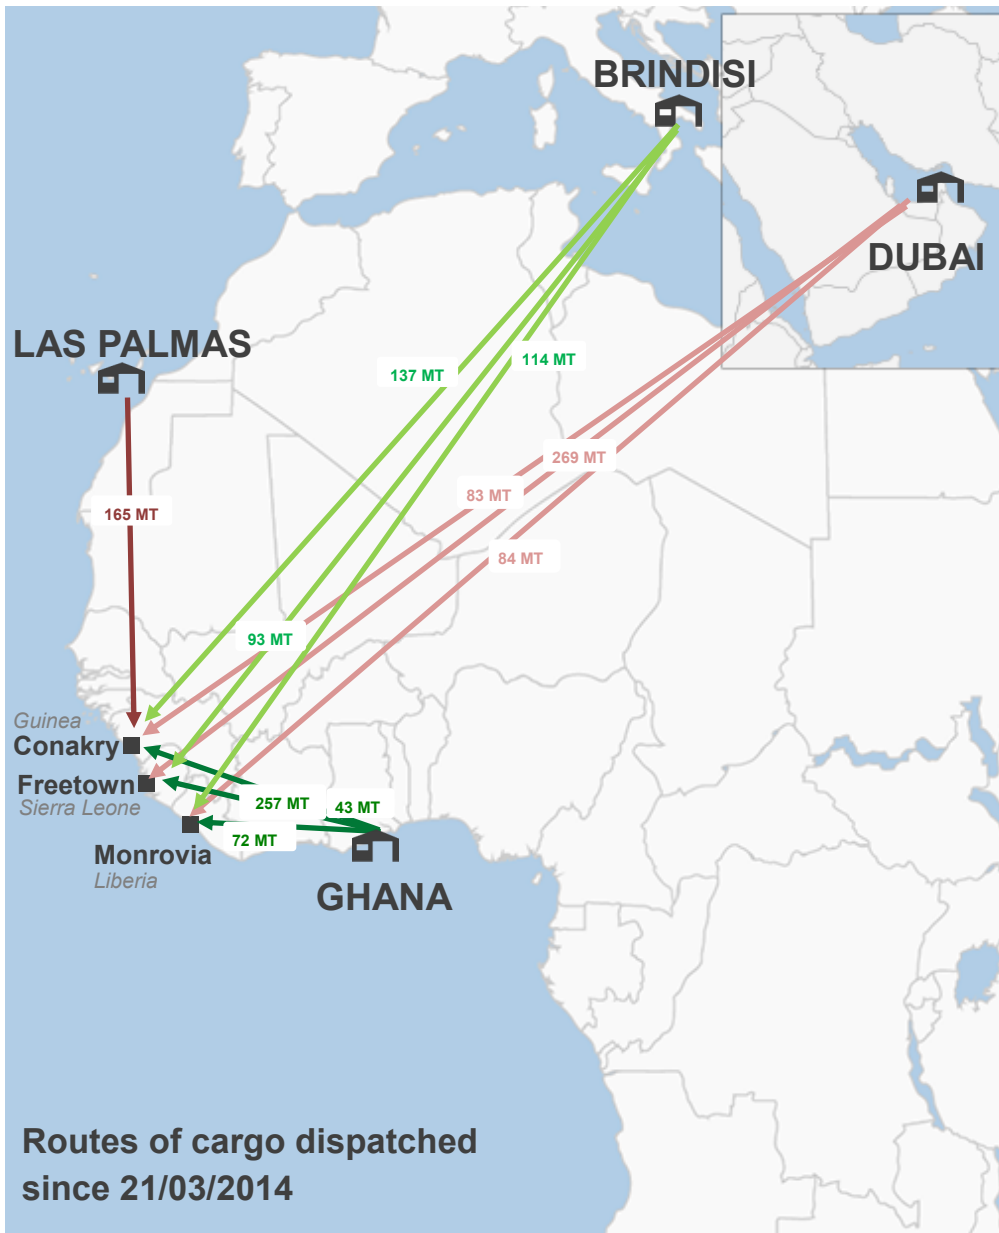 BRINDISI
DUBAI
LAS PALMAS
137 MT
114 MT
269 MT
83 MT
165 MT
84 MT
93 MT
Guinea
Conakry
Freetown
Sierra Leone
257 MT
43 MT
72 MT
Monrovia
Liberia
GHANA
Routes of cargo dispatched
since 21/03/2014